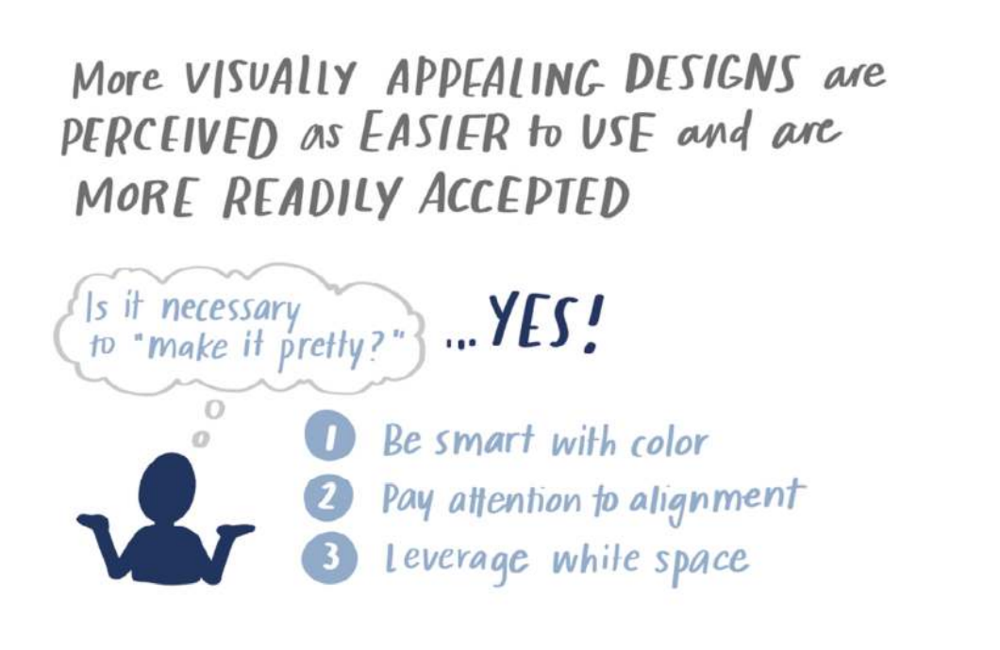 More VISUALLY APPEALING DESIGNS are
PERCEIVED as EASIER to USE and are
MORE READILY ACCEPTED
Is it necessary
to "make it pretty?"
...YES!
1 Be smart with color
2 Pay attention to alignment
3 Leverage white space